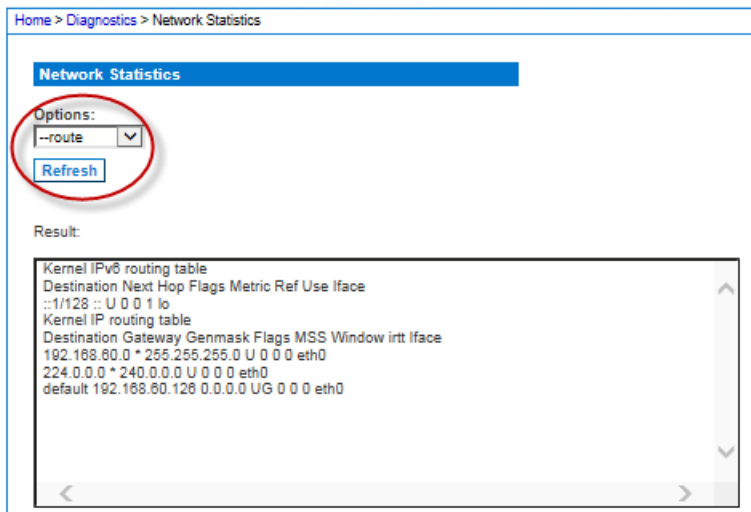 Home > Diagnostics > Network Statistics
Network Statistics
Options:
--route
Refresh
Result:
Kernel IPv6 routing table
Destination Next Hop Flags Metric Ref Use Iface
::1/128 :: U 0 0 1 lo
Kernel IP routing table
Destination Gateway Genmask Flags MSS Window irtt Iface
192.168.60.0 * 255.255.255.0 U 0 0 0 eth0
224.0.0.0 * 240.0.0.0 U 0 0 0 eth0
default 192.168.60.126 0.0.0.0 UG 0 0 0 eth0